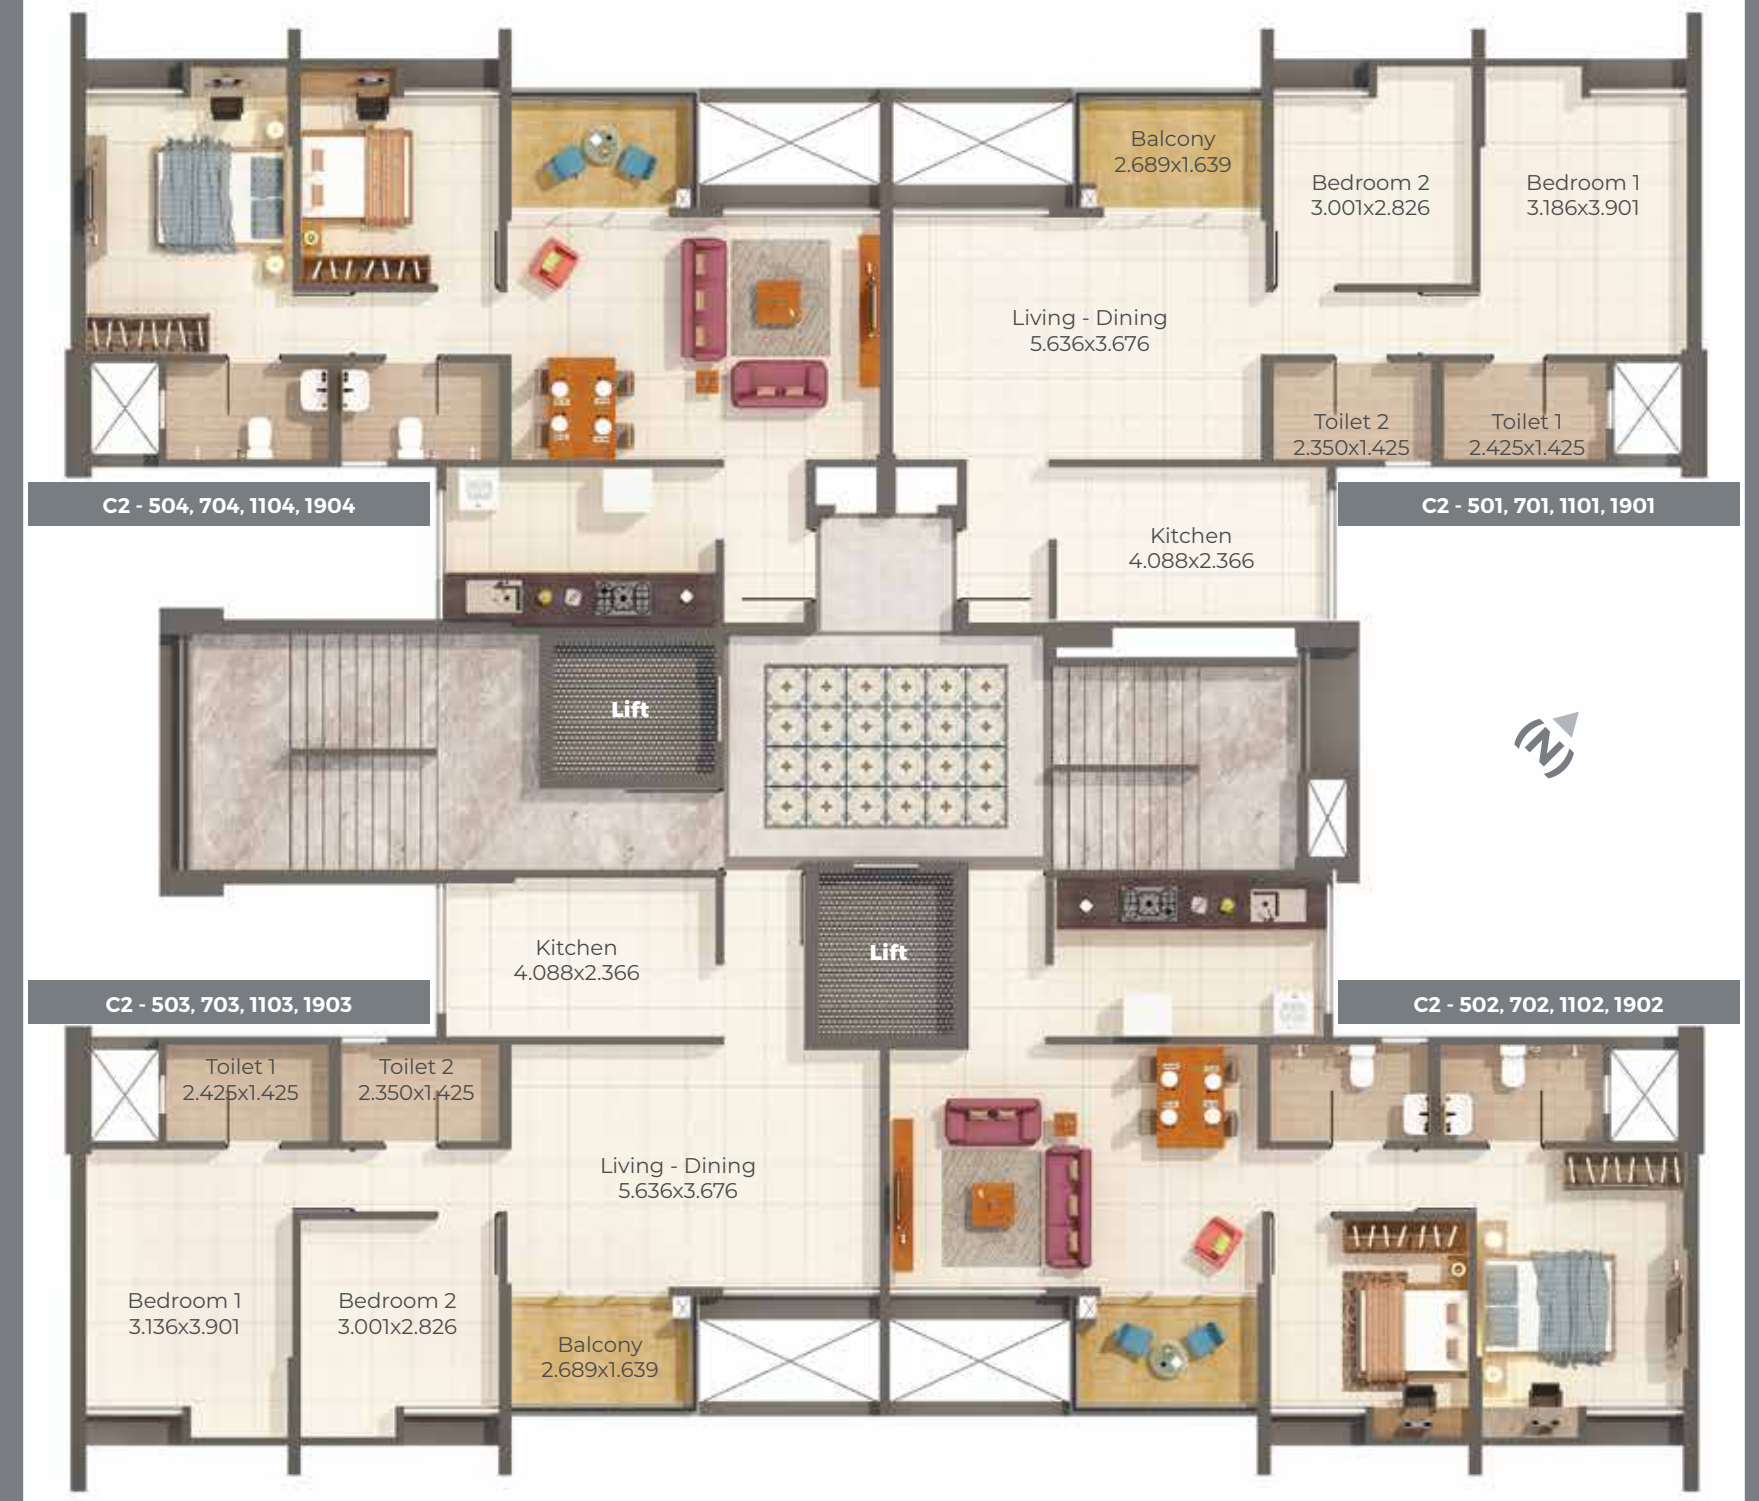 Balcony
2.689x1.639
Bedroom 2
3.001x2.826
Bedroom 1
3.186x3.901
Living - Dining
5.636x3.676
Toilet 2
2.350x1.425
Toilet 1
2.425x1.425
C2 - 504, 704, 1104, 1904
C2 - 501, 701, 1101, 1901
Kitchen
4.088x2.366
Lift
N
Lift
Kitchen
4.088x2.366
C2 - 503, 703, 1103, 1903
C2 - 502, 702, 1102, 1902
Toilet 1
2.425x1.425
Toilet 2
2.350x1.425
Living - Dining
5.636x3.676
Bedroom 1
3.136x3.901
Bedroom 2
3.001x2.826
Balcony
2.689x1.639